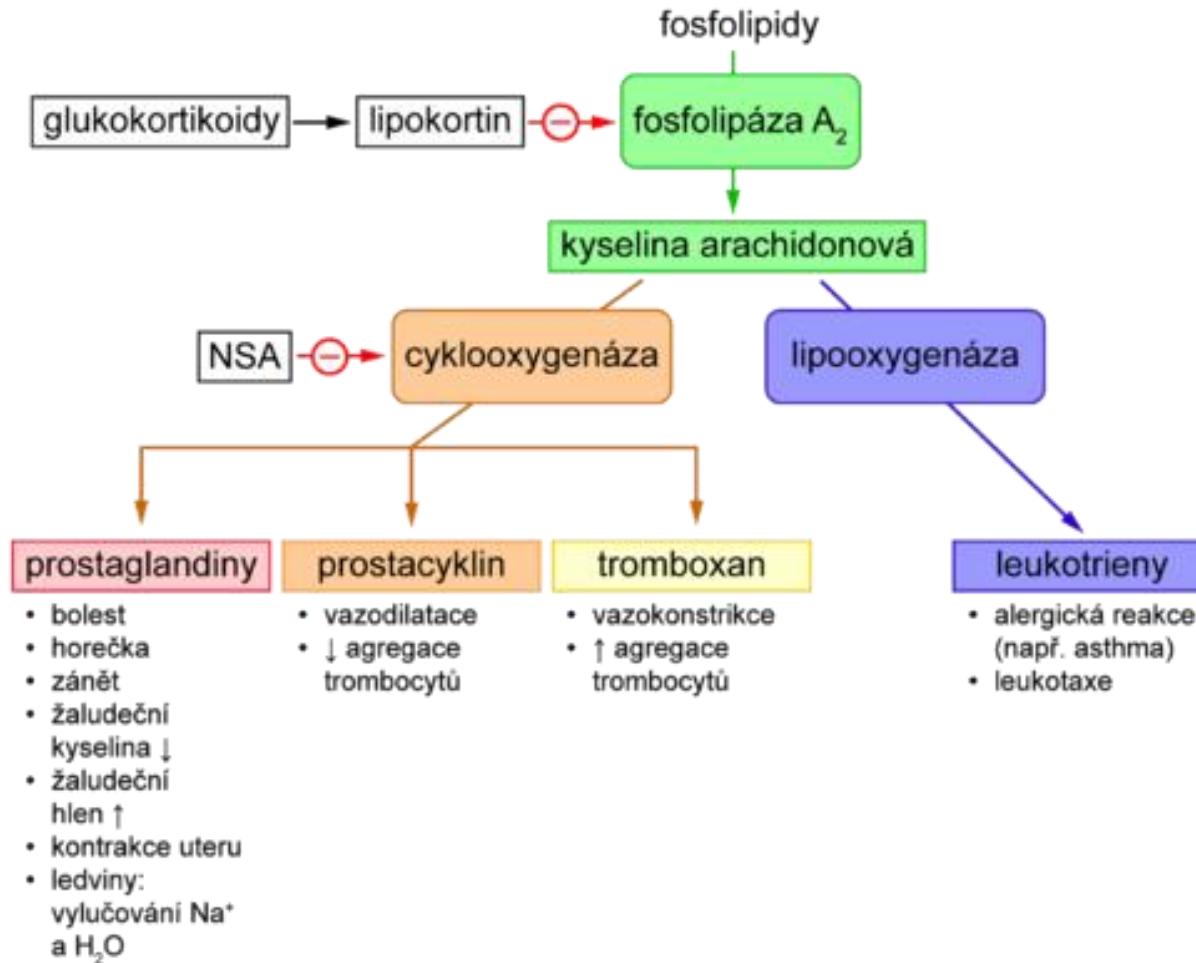 fosfolipidy
glukokortikoidy
lipokortin
−
fosfolipáza A₂
kyselina arachidonová
NSA
−
cyklooxygenáza
lipooxygenáza
prostaglandiny
• bolest
• horečka
• zánět
• žaludeční
kyselina ↓
• žaludeční
hlen ↑
• kontrakce uteru
• ledviny:
vylučování Na⁺
a H₂O
prostacyklin
• vazodilatace
• ↓ agregace
trombocytů
tromboxan
• vazokonstrikce
• ↑ agregace
trombocytů
leukotrieny
• alergická reakce
(např. asthma)
• leukotaxe